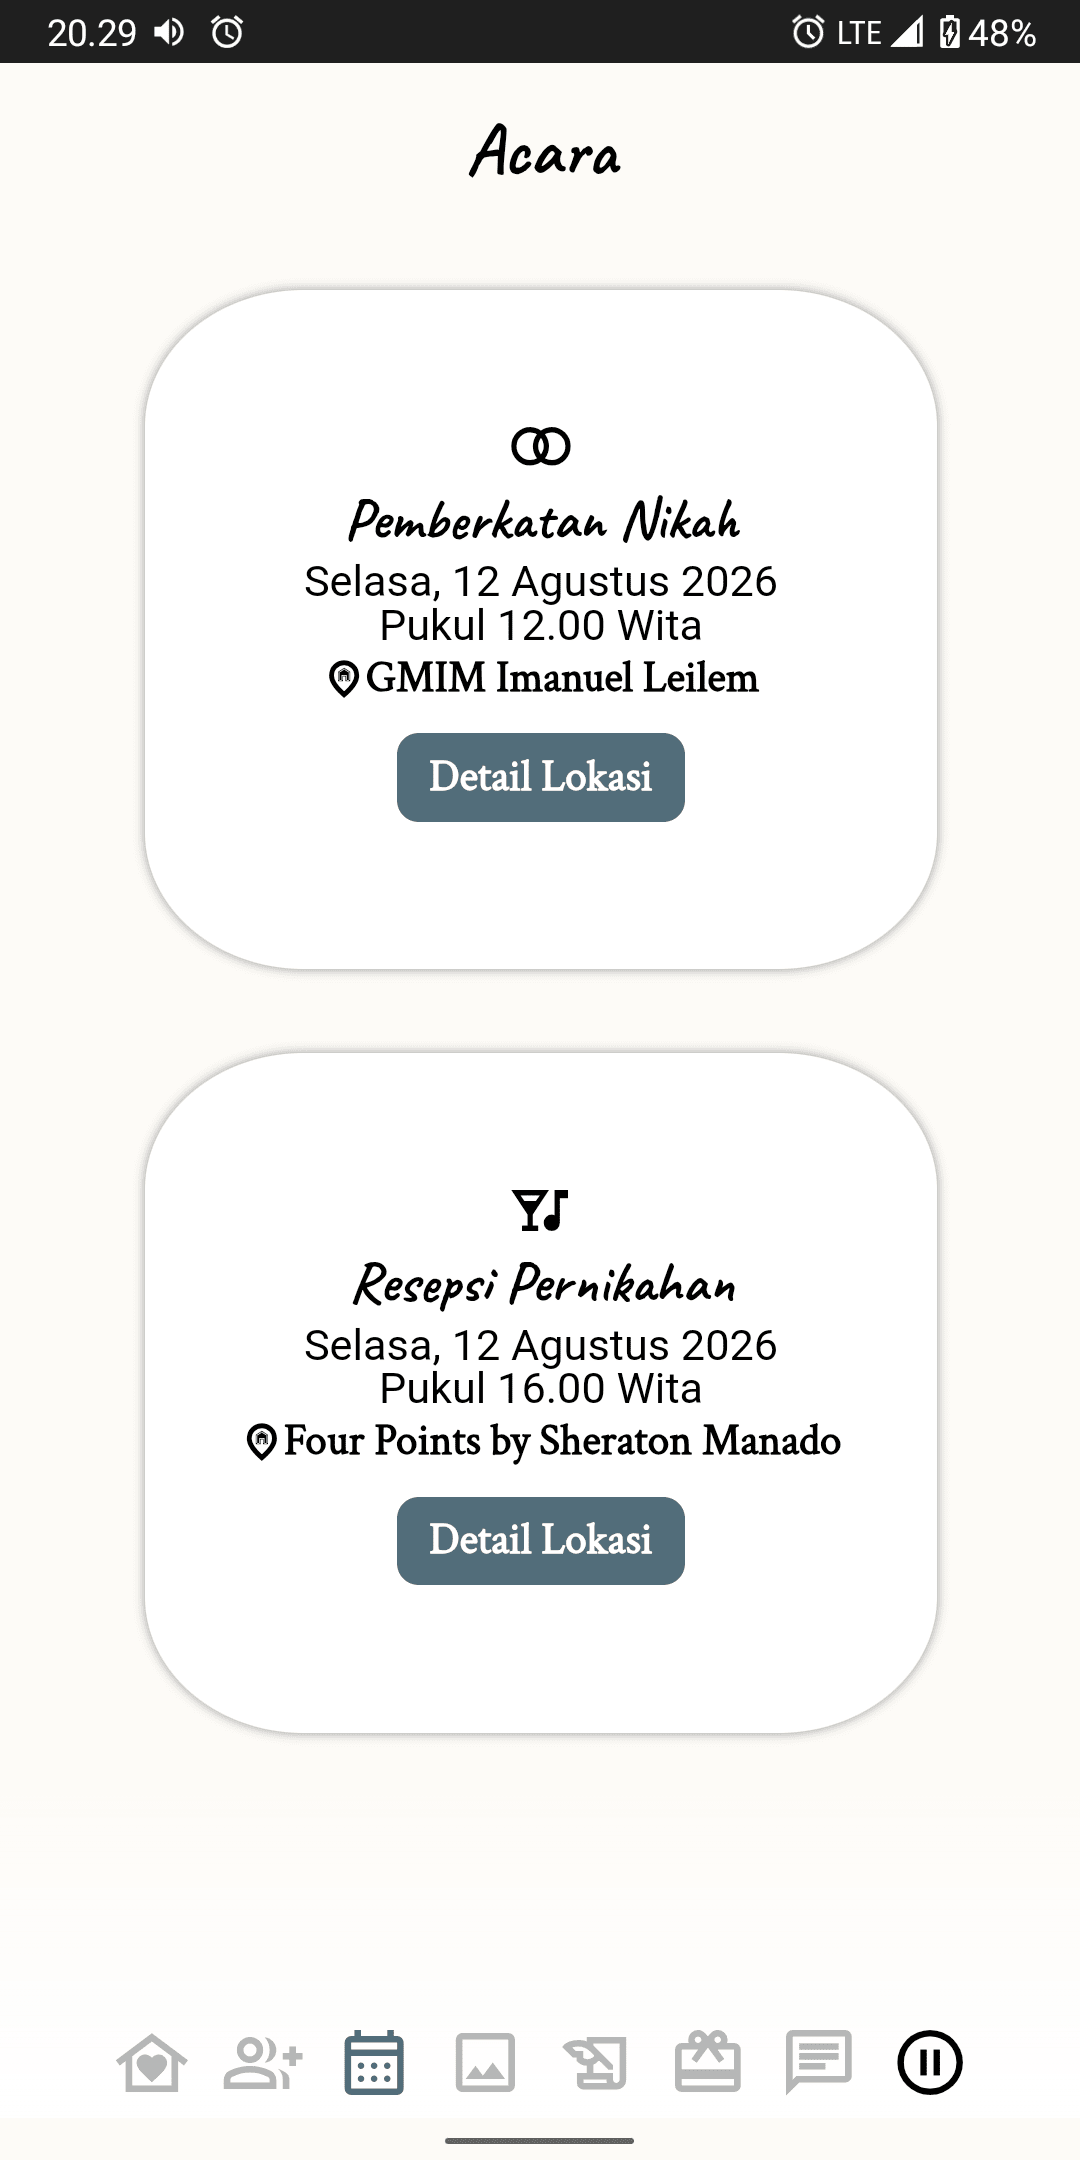 20.29
LTE 48%
Acara
Pemberkatan Nikah
Selasa, 12 Agustus 2026
Pukul 12.00 Wita
GMIM Imanuel Leilem
Detail Lokasi
Resepsi Pernikahan
Selasa, 12 Agustus 2026
Pukul 16.00 Wita
Four Points by Sheraton Manado
Detail Lokasi